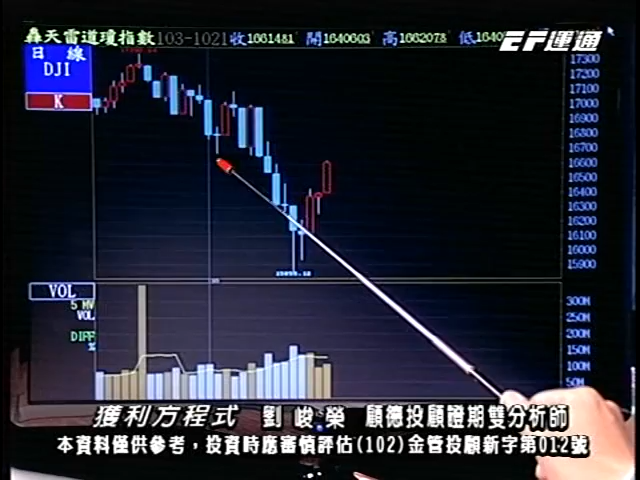 轟天雷道瓊指數 103-1021 收1661481 開1640603 高1662078 低1640
EF運通
日線
DJI
K
17300
17200
17100
17000
16900
16800
16700
16600
16500
16400
16300
16200
16100
16000
15900
VOL
5 MV
VOL
DIFF
%
300M
250M
200M
150M
100M
50M
獲利方程式 劉峻榮 顧德投顧證期雙分析師
本資料僅供參考,投資時應審慎評估(102)金管投顧新字第012號